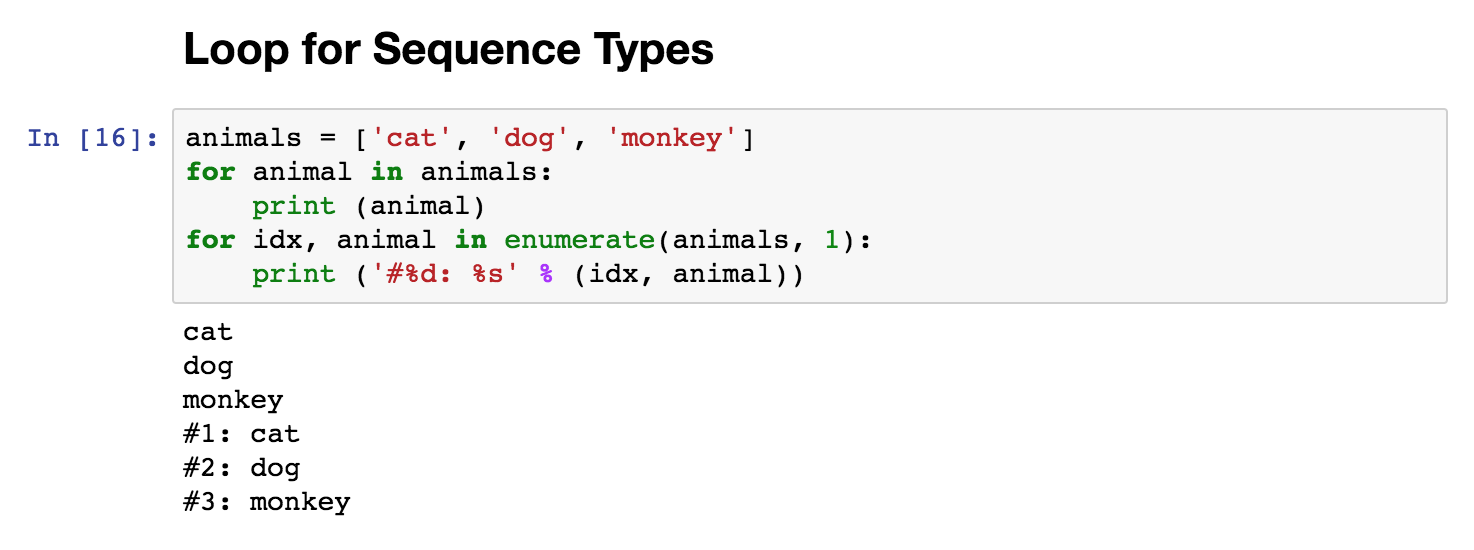 Loop for Sequence Types
In [16]:
animals = ['cat', 'dog', 'monkey']
for animal in animals:
    print (animal)
for idx, animal in enumerate(animals, 1):
    print ('#%d: %s' % (idx, animal))
cat
dog
monkey
#1: cat
#2: dog
#3: monkey